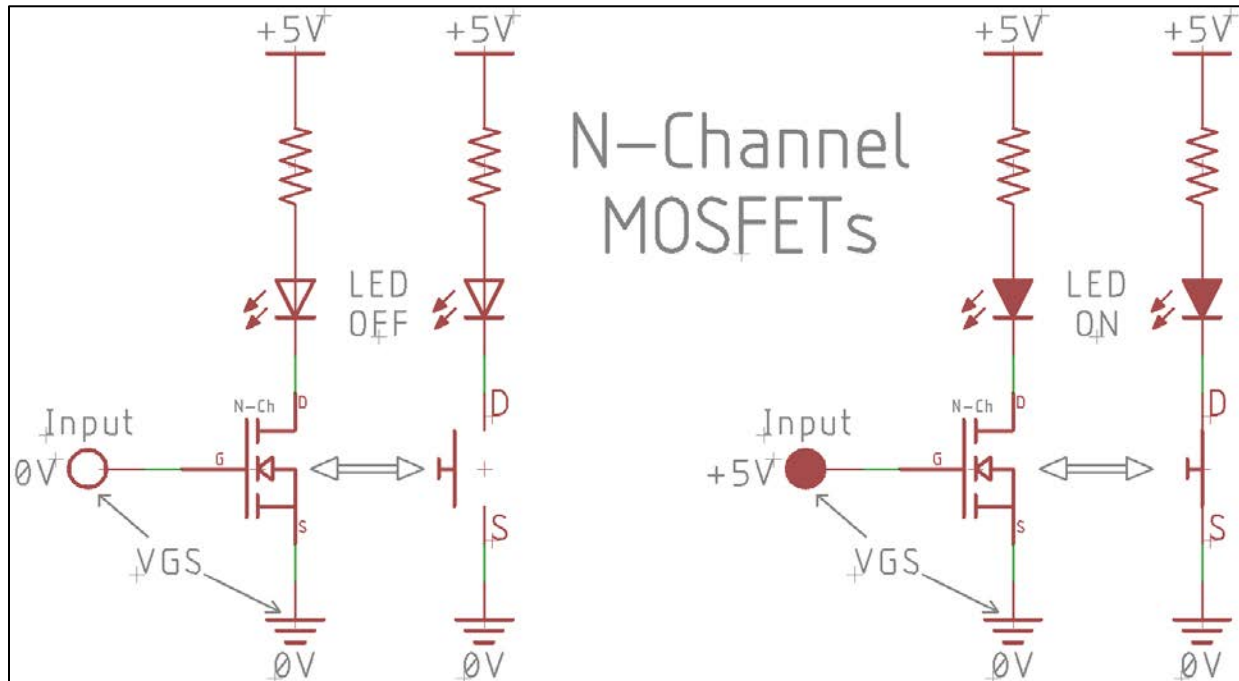 +5V
+5V
+5V
+5V
N-Channel
MOSFETs
LED
OFF
LED
ON
Input
0V
N-Ch
D
G
S
D
S
VGS
0V
0V
Input
+5V
N-Ch
D
G
S
D
S
VGS
0V
0V